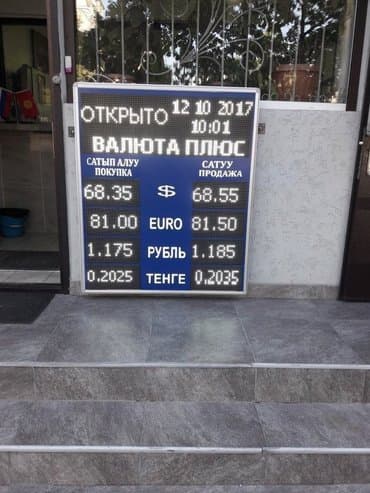 ОТКРЫТО 12 10 2017
10:01
ВАЛЮТА ПЛЮС
САТЫП АЛУУ САТУУ
ПОКУПКА ПРОДАЖА
68.35 $ 68.55
81.00 EURO 81.50
1.175 РУБЛЬ 1.185
0.2025 ТЕНГЕ 0.2035